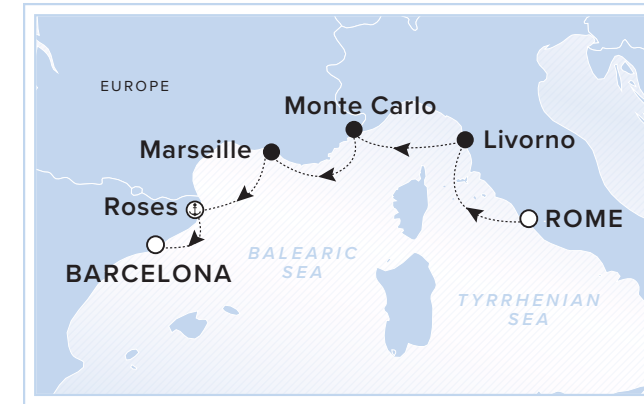 EUROPE
Monte Carlo
Marseille
Livorno
Roses
ROME
BALEARIC
SEA
BARCELONA
TYRRHENIAN
SEA